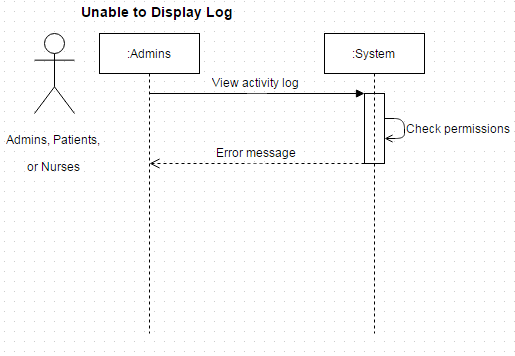 Unable to Display Log
:Admins
:System
View activity log
Check permissions
Error message
Admins, Patients,
or Nurses